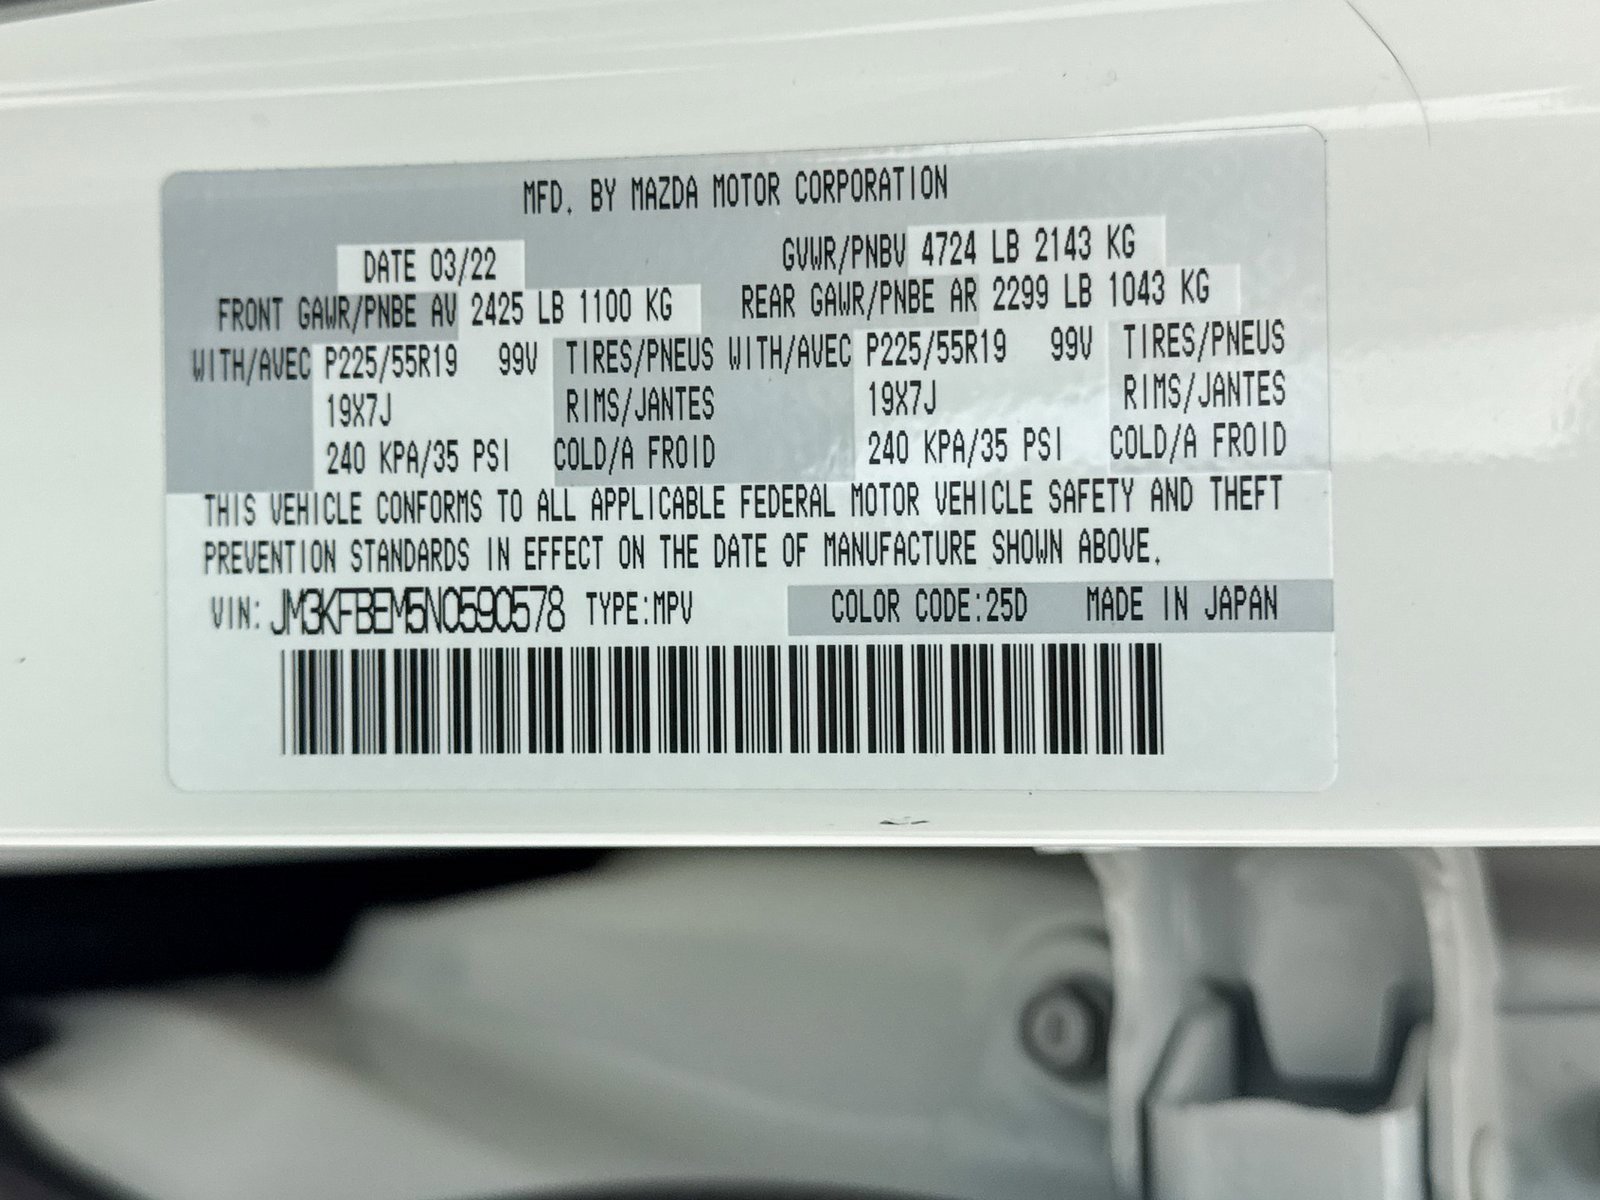 MFD. BY MAZDA MOTOR CORPORATION
DATE 03/22 GVWR/PNBV 4724 LB 2143 KG
FRONT GAWR/PNBE AV 2425 LB 1100 KG REAR GAWR/PNBE AR 2299 LB 1043 KG
WITH/AVEC P225/55R19 99V TIRES/PNEUS WITH/AVEC P225/55R19 99V TIRES/PNEUS
19X7J RIMS/JANTES 19X7J RIMS/JANTES
240 KPA/35 PSI COLD/A FROID 240 KPA/35 PSI COLD/A FROID
THIS VEHICLE CONFORMS TO ALL APPLICABLE FEDERAL MOTOR VEHICLE SAFETY AND THEFT
PREVENTION STANDARDS IN EFFECT ON THE DATE OF MANUFACTURE SHOWN ABOVE.
VIN: JM3KFBEM5N0590578 TYPE:MPV COLOR CODE:25D MADE IN JAPAN